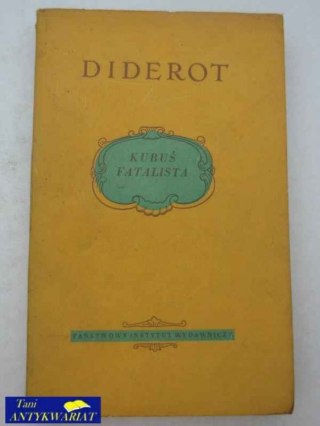 DIDEROT
KUBUŚ
FATALISTA
PAŃSTWOWY INSTYTUT WYDAWNICZY
Tani
ANTYKWARIAT